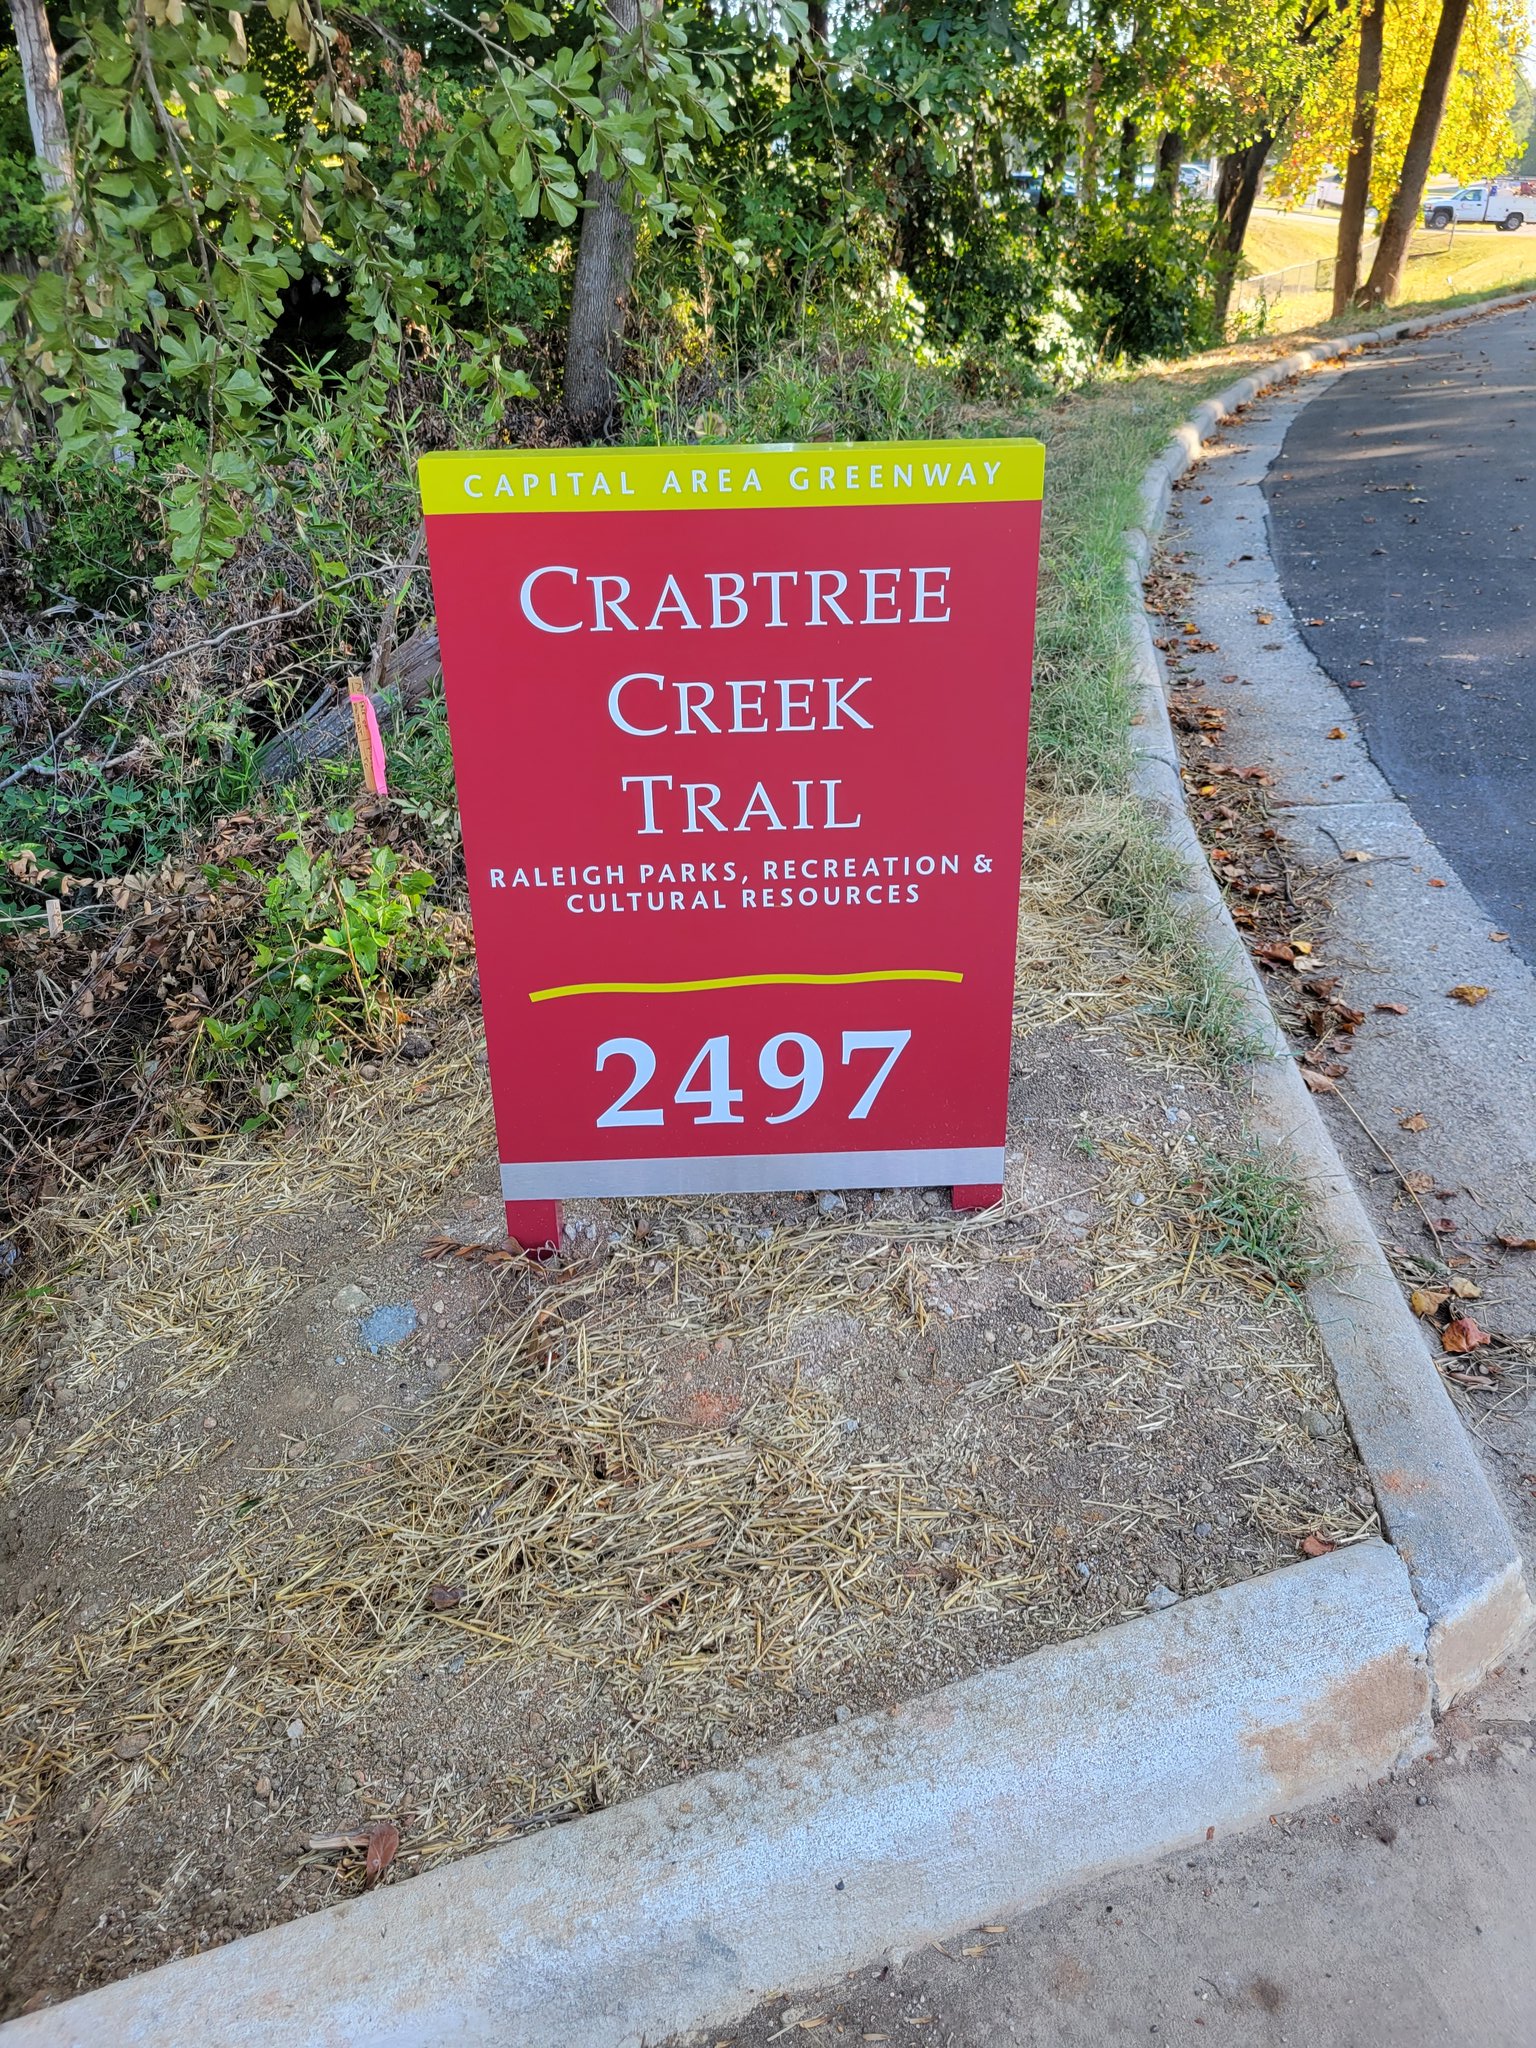 CAPITAL AREA GREENWAY
CRABTREE
CREEK
TRAIL
RALEIGH PARKS, RECREATION &
CULTURAL RESOURCES
2497